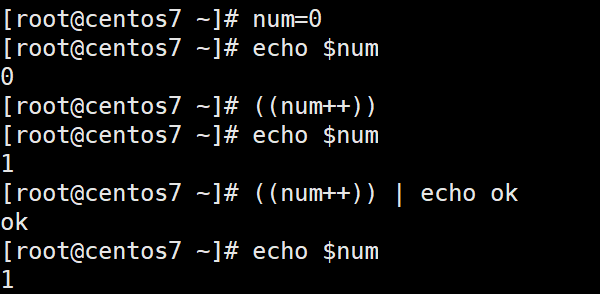 [root@centos7 ~]# num=0
[root@centos7 ~]# echo $num
0
[root@centos7 ~]# ((num++))
[root@centos7 ~]# echo $num
1
[root@centos7 ~]# ((num++)) | echo ok
ok
[root@centos7 ~]# echo $num
1